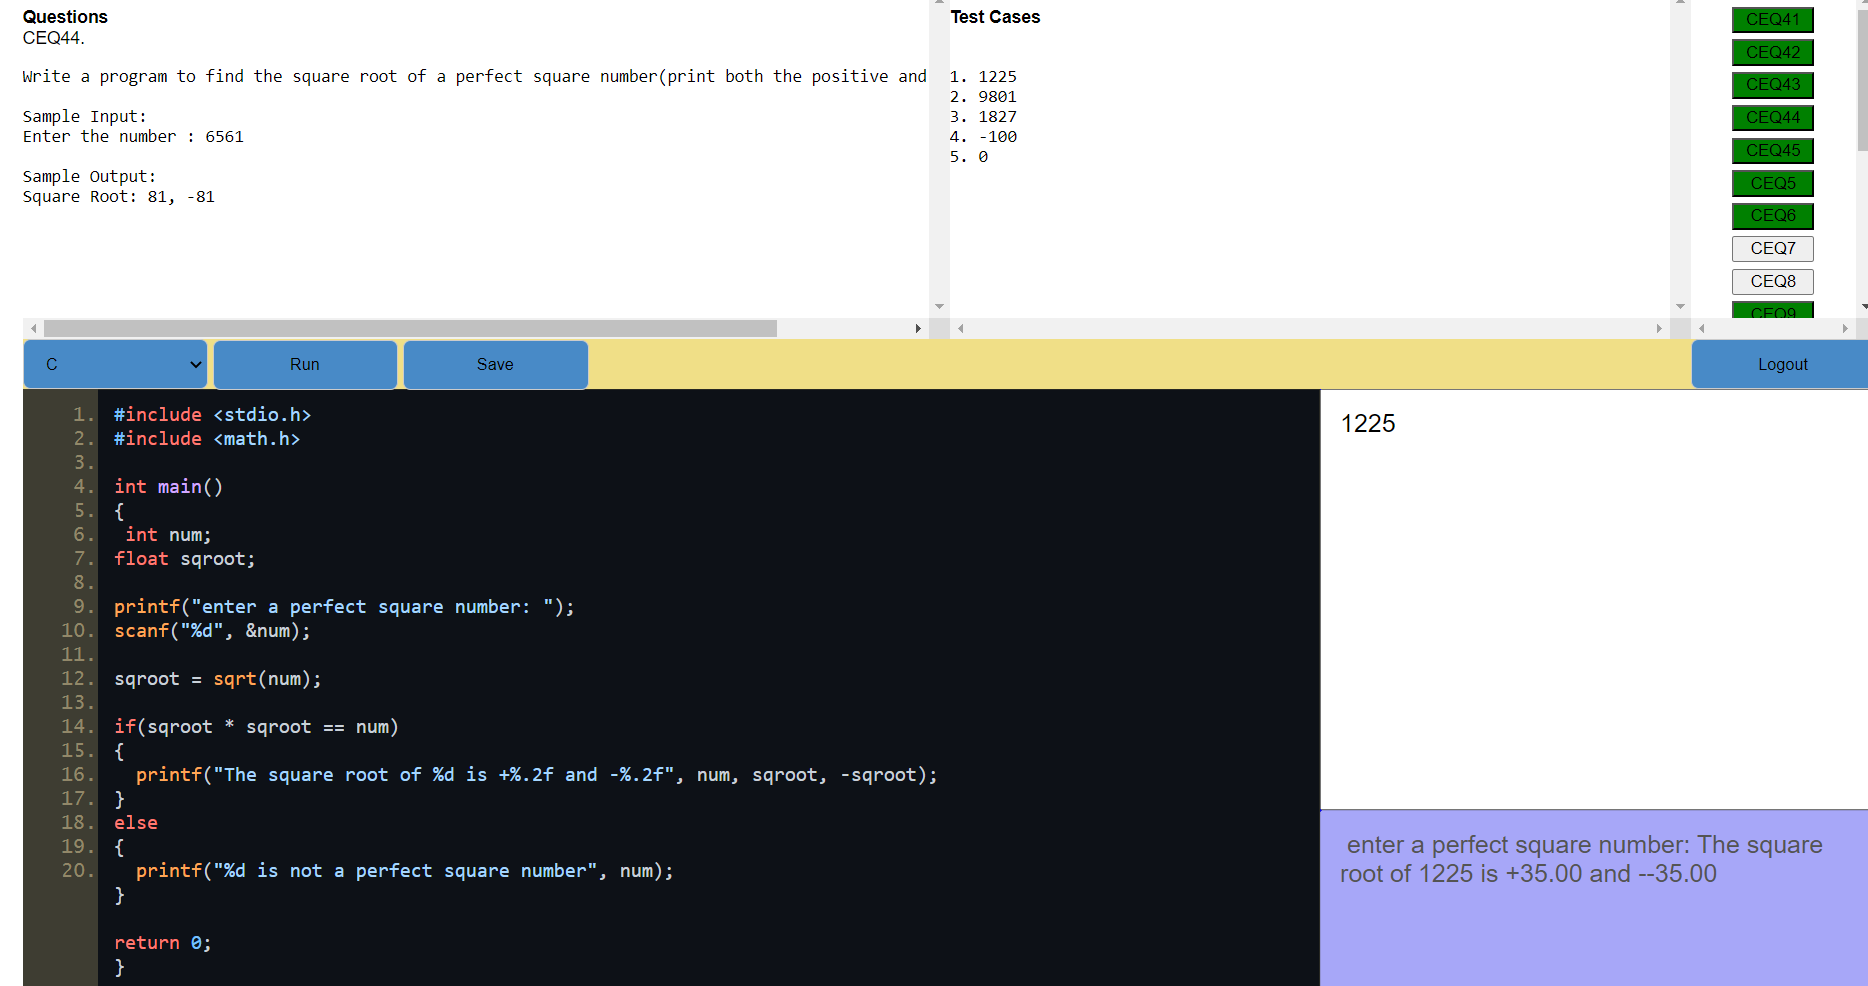 Questions
CEQ44.
Write a program to find the square root of a perfect square number(print both the positive and
Sample Input:
Enter the number : 6561
Sample Output:
Square Root: 81, -81
Test Cases
1. 1225
2. 9801
3. 1827
4. -100
5. 0
CEQ41
CEQ42
CEQ43
CEQ44
CEQ45
CEQ5
CEQ6
CEQ7
CEQ8
CEQ9
C
Run
Save
Logout
1. #include <stdio.h>
2. #include <math.h>
3.
4. int main()
5. {
6. int num;
7. float sqroot;
8.
9. printf("enter a perfect square number: ");
10. scanf("%d", &num);
11.
12. sqroot = sqrt(num);
13.
14. if(sqroot * sqroot == num)
15. {
16. printf("The square root of %d is +%.2f and -%.2f", num, sqroot, -sqroot);
17. }
18. else
19. {
20. printf("%d is not a perfect square number", num);
}
return 0;
}
1225
enter a perfect square number: The square
root of 1225 is +35.00 and --35.00